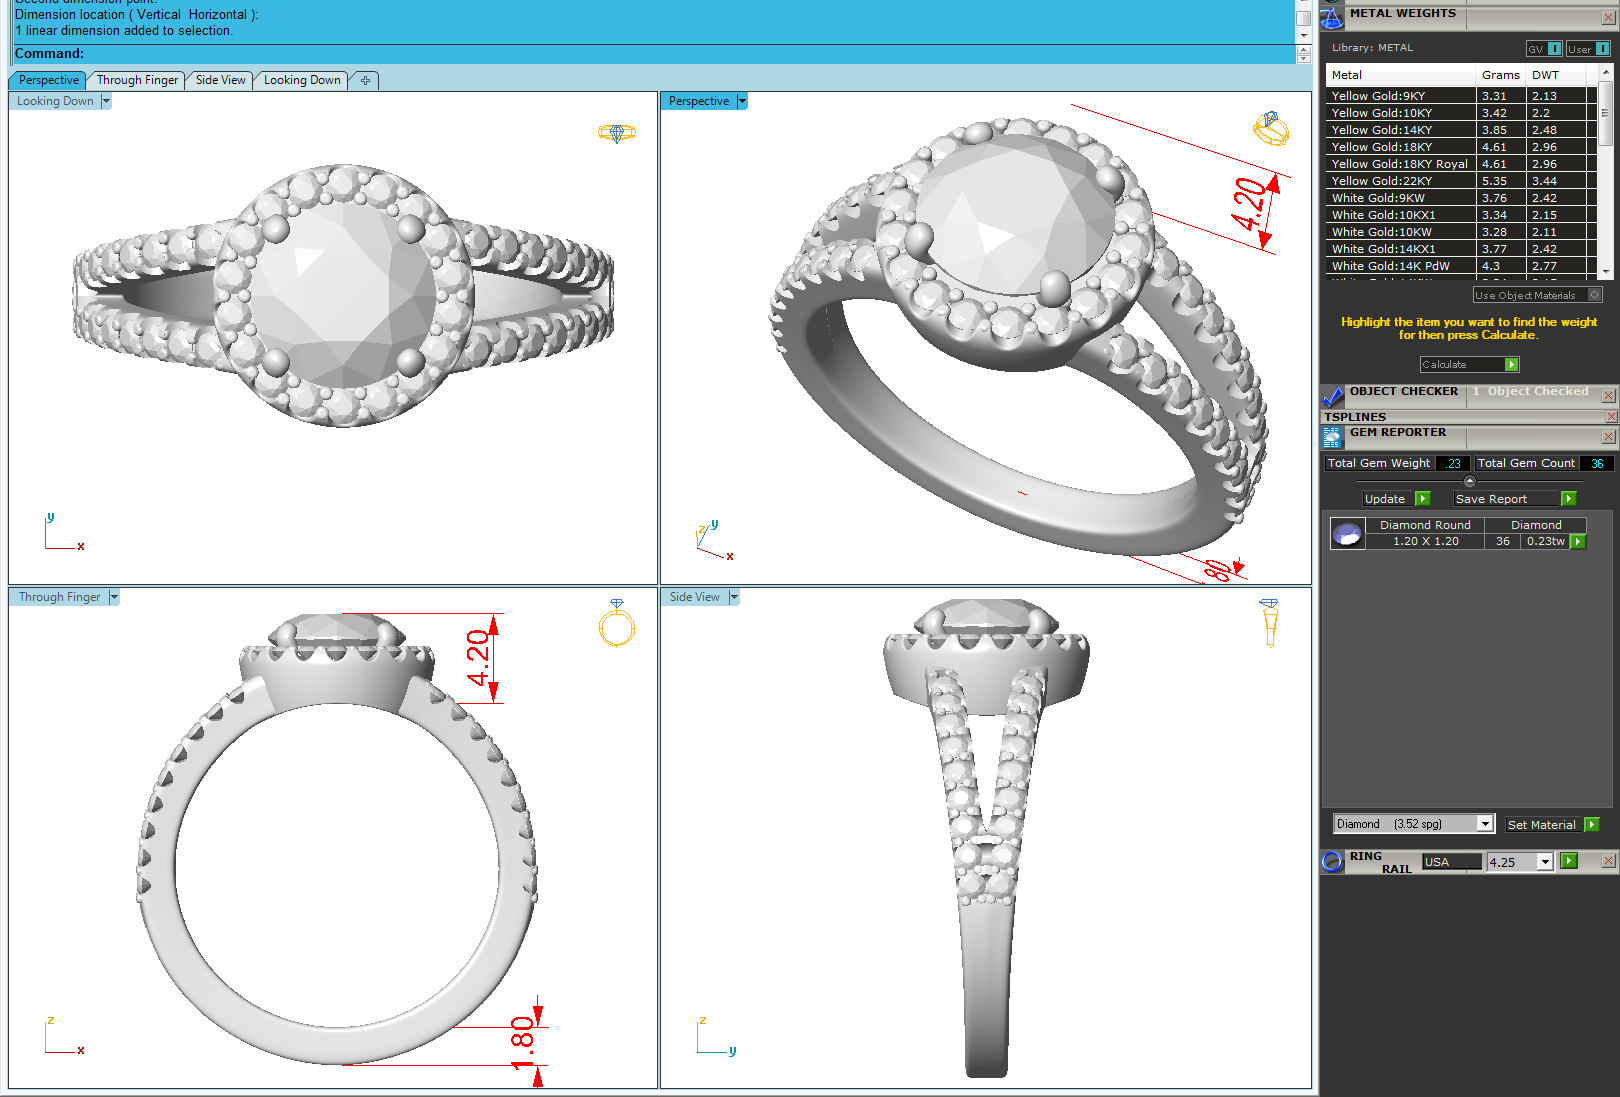 Second dimension point:
Dimension location ( Vertical  Horizontal ):
1 linear dimension added to selection.
Command:
Perspective
Through Finger
Side View
Looking Down
Looking Down
y
x
Perspective
4.20
80
z
y
x
Through Finger
4.20
1.80
z
x
Side View
z
y
METAL WEIGHTS
Library: METAL
GV
User
Metal Grams DWT
Yellow Gold:9KY 3.31 2.13
Yellow Gold:10KY 3.42 2.2
Yellow Gold:14KY 3.85 2.48
Yellow Gold:18KY 4.61 2.96
Yellow Gold:18KY Royal 4.61 2.96
Yellow Gold:22KY 5.35 3.44
White Gold:9KW 3.76 2.42
White Gold:10KX1 3.34 2.15
White Gold:10KW 3.28 2.11
White Gold:14KX1 3.77 2.42
White Gold:14K PdW 4.3 2.77
Use Object Materials
Highlight the item you want to find the weight
for then press Calculate.
Calculate
OBJECT CHECKER 1 Object Checked
TSPLINES
GEM REPORTER
Total Gem Weight .23 Total Gem Count 36
Update Save Report
Diamond Round Diamond
1.20 X 1.20 36 0.23tw
Diamond (3.52 spg) Set Material
RING
RAIL USA 4.25